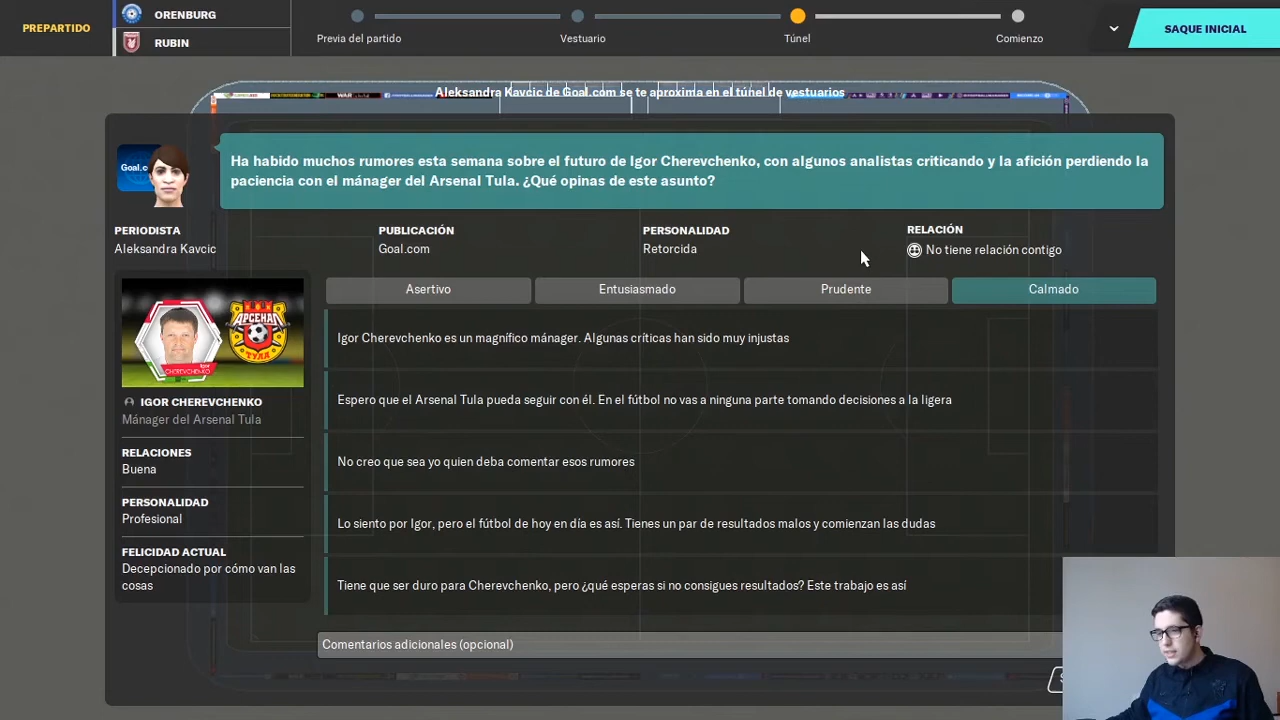 PREPARTIDO
ORENBURG
RUBIN
Previa del partido
Vestuario
Túnel
Comienzo
SAQUE INICIAL
Aleksandra Kavcic de Goal.com se te aproxima en el túnel de vestuarios
Goal.c
Ha habido muchos rumores esta semana sobre el futuro de Igor Cherevchenko, con algunos analistas criticando y la afición perdiendo la
paciencia con el mánager del Arsenal Tula. ¿Qué opinas de este asunto?
PERIODISTA
Aleksandra Kavcic
PUBLICACIÓN
Goal.com
PERSONALIDAD
Retorcida
RELACIÓN
No tiene relación contigo
Asertivo
Entusiasmado
Prudente
Calmado
АРСЕНАЛ
ТУЛА
Igor
CHEREVCHENKO
IGOR CHEREVCHENKO
Mánager del Arsenal Tula
RELACIONES
Buena
PERSONALIDAD
Profesional
FELICIDAD ACTUAL
Decepcionado por cómo van las
cosas
Igor Cherevchenko es un magnífico mánager. Algunas críticas han sido muy injustas
Espero que el Arsenal Tula pueda seguir con él. En el fútbol no vas a ninguna parte tomando decisiones a la ligera
No creo que sea yo quien deba comentar esos rumores
Lo siento por Igor, pero el fútbol de hoy en día es así. Tienes un par de resultados malos y comienzan las dudas
Tiene que ser duro para Cherevchenko, pero ¿qué esperas si no consigues resultados? Este trabajo es así
Comentarios adicionales (opcional)